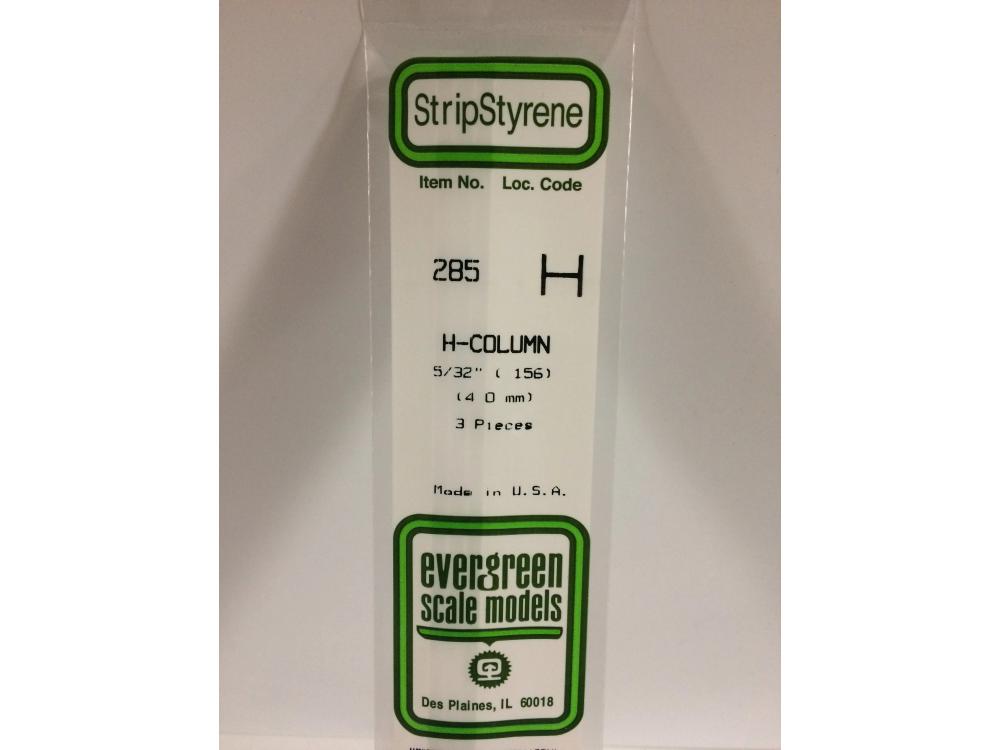 StripStyrene
Item No. Loc. Code
285 H
H-COLUMN
5/32" ( 156)
(4 0 mm)
3 Pieces
Made in U.S.A.
evergreen
scale models
Des Plaines, IL 60018